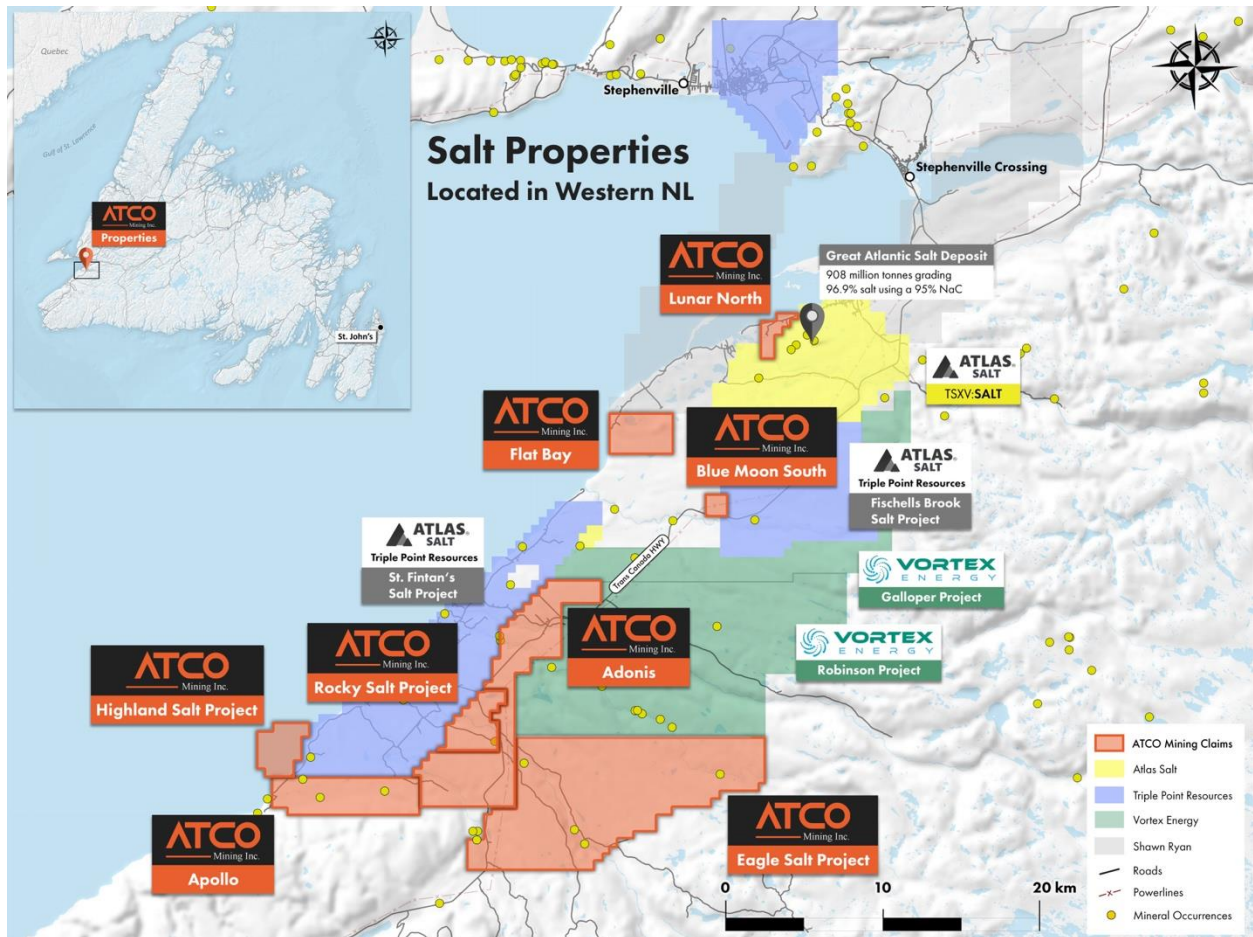 Quebec
Gulf of St. Lawrence
ATCO
Mining Inc.
Properties
St. John's
Salt Properties
Located in Western NL
Stephenville
Stephenville Crossing
ATCO
Mining Inc.
Lunar North
Great Atlantic Salt Deposit
908 million tonnes grading
96.9% salt using a 95% NaC
ATLAS
SALT
TSXV:SALT
ATCO
Mining Inc.
Flat Bay
ATCO
Mining Inc.
Blue Moon South
ATLAS
SALT
Triple Point Resources
Fischells Brook
Salt Project
ATLAS
SALT
Triple Point Resources
St. Fintan's
Salt Project
Trans Canada HWY
VORTEX
ENERGY
Galloper Project
VORTEX
ENERGY
Robinson Project
ATCO
Mining Inc.
Adonis
ATCO
Mining Inc.
Rocky Salt Project
ATCO
Mining Inc.
Highland Salt Project
ATCO
Mining Inc.
Apollo
ATCO
Mining Inc.
Eagle Salt Project
ATCO Mining Claims
Atlas Salt
Triple Point Resources
Vortex Energy
Shawn Ryan
Roads
Powerlines
Mineral Occurrences
0 10 20 km